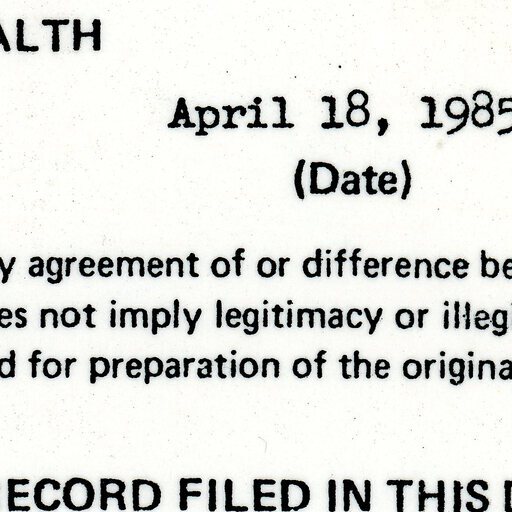 ALTH
April 18, 1985
(Date)
y agreement of or difference be
es not imply legitimacy or illegi
d for preparation of the origina
RECORD FILED IN THIS D